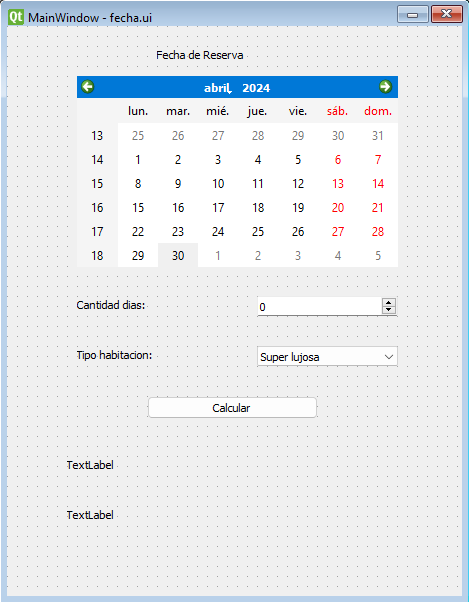 Qt MainWindow - fecha.ui
Fecha de Reserva
abril, 2024
lun. mar. mié. jue. vie. sáb. dom.
13 25 26 27 28 29 30 31
14 1 2 3 4 5 6 7
15 8 9 10 11 12 13 14
16 15 16 17 18 19 20 21
17 22 23 24 25 26 27 28
18 29 30 1 2 3 4 5
Cantidad dias: 0
Tipo habitacion: Super lujosa
Calcular
TextLabel
TextLabel